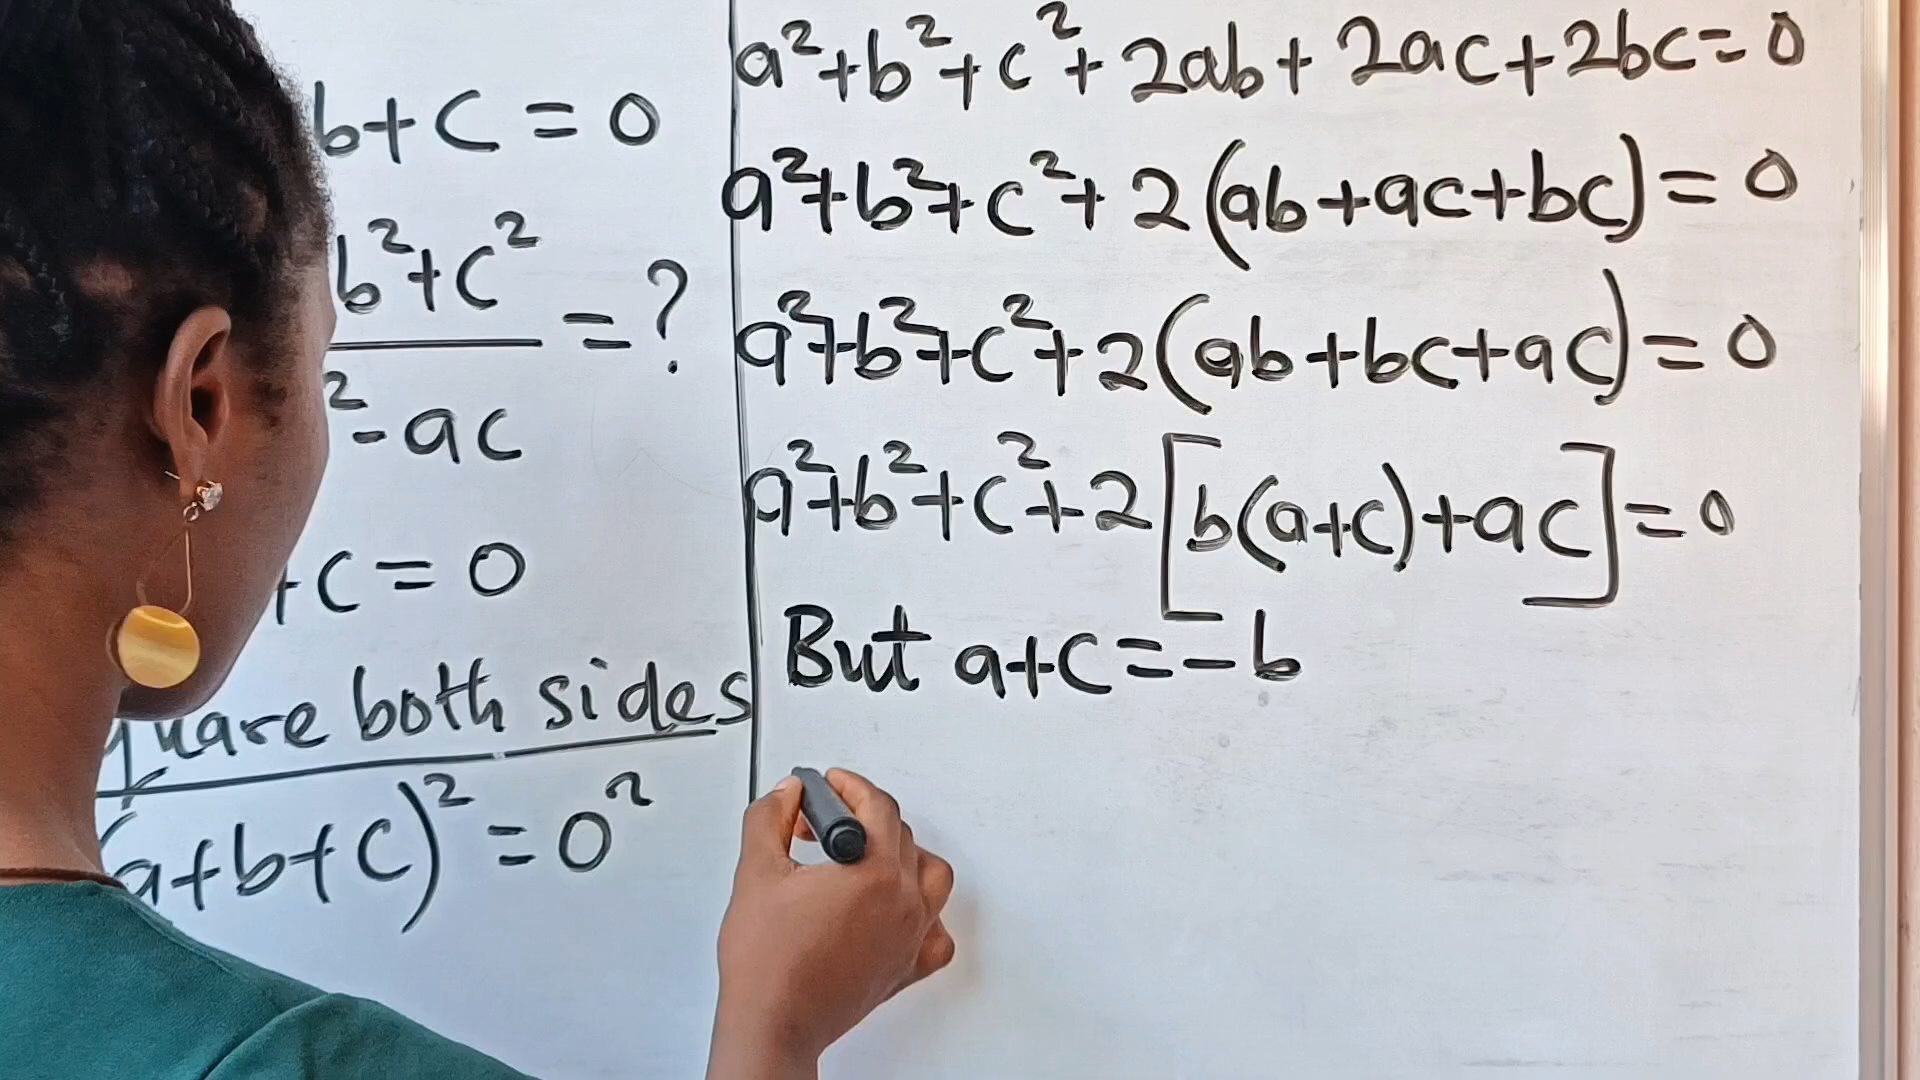 b+c=0
b²+c²
=?
²-ac
+c=0
quare both sides
(a+b+c)²=0²
a²+b²+c²+2ab+2ac+2bc=0
a²+b²+c²+2(ab+ac+bc)=0
a²+b²+c²+2(ab+bc+ac)=0
a²+b²+c²+2[b(a+c)+ac]=0
But a+c=-b